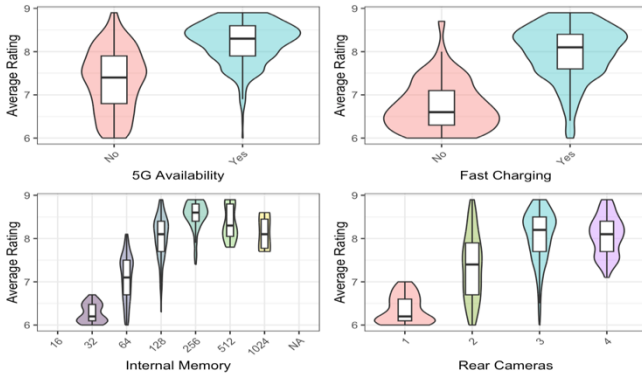 9
8
7
6
Average Rating
No
Yes
5G Availability
9
8
7
6
Average Rating
No
Yes
Fast Charging
9
8
7
6
Average Rating
16
32
64
128
256
512
1024
NA
Internal Memory
9
8
7
6
Average Rating
1
2
3
4
Rear Cameras